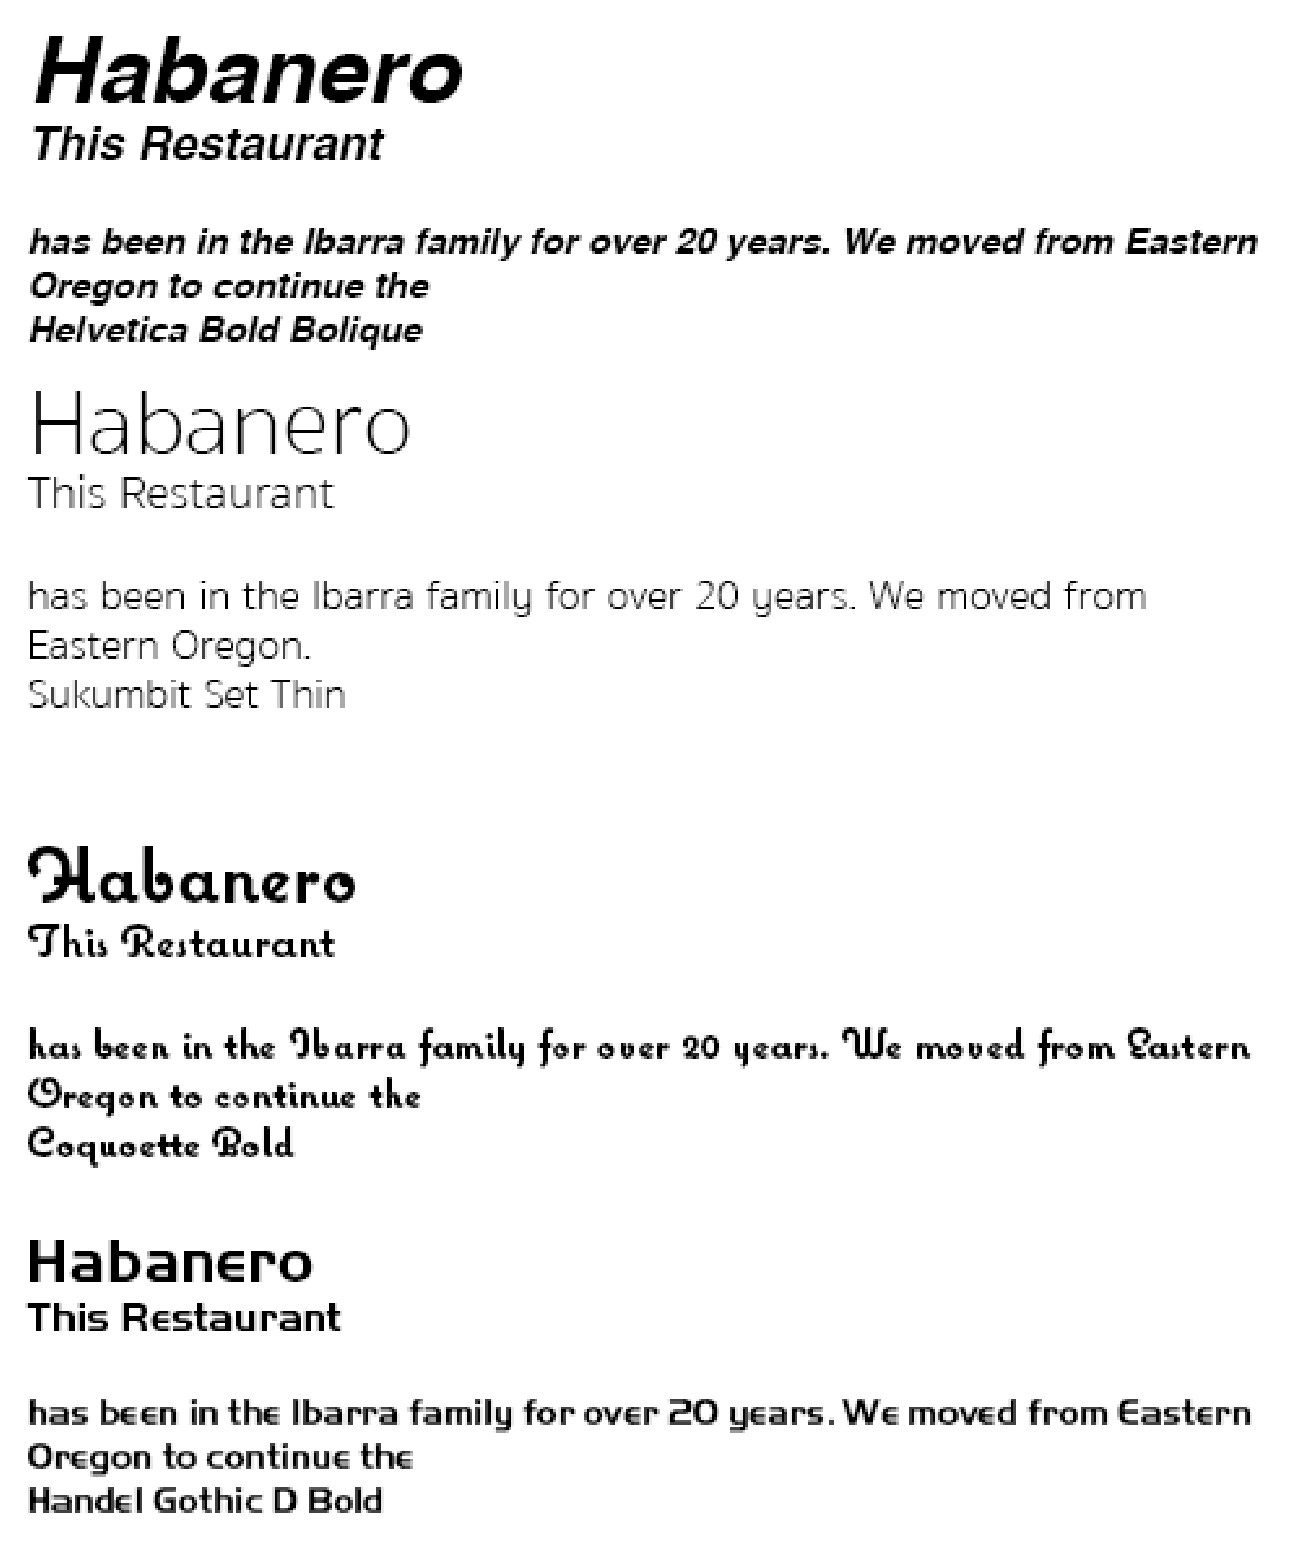 Habanero
This Restaurant
has been in the Ibarra family for over 20 years. We moved from Eastern
Oregon to continue the
Helvetica Bold Bolique
Habanero
This Restaurant
has been in the Ibarra family for over 20 years. We moved from
Eastern Oregon.
Sukumbit Set Thin
Habanero
This Restaurant
has been in the Ibarra family for over 20 years. We moved from Eastern
Oregon to continue the
Coquoette Bold
Habanero
This Restaurant
has been in the Ibarra family for over 20 years. We moved from Eastern
Oregon to continue the
Handel Gothic D Bold